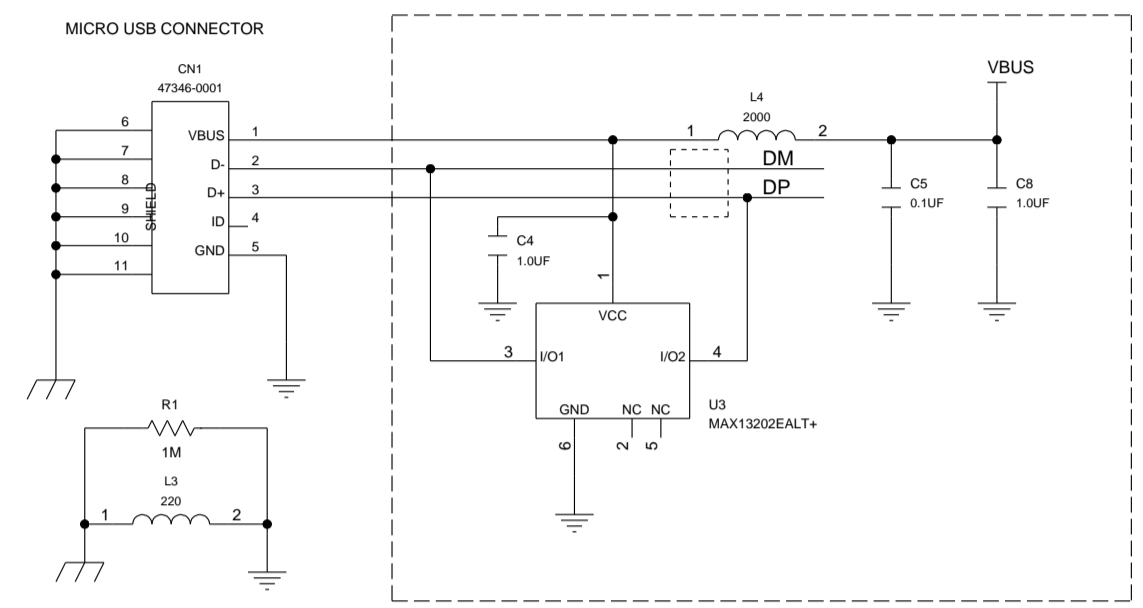 MICRO USB CONNECTOR
CN1
47346-0001
6
7
8
9
10
11
SHIELD
VBUS
D-
D+
ID
GND
1
2
3
4
5
VBUS
L4
2000
1
2
DM
DP
C5
0.1UF
C8
1.0UF
C4
1.0UF
1
VCC
3
I/O1
I/O2
4
GND
NC
NC
6
2
5
U3
MAX13202EALT+
R1
1M
L3
220
1
2